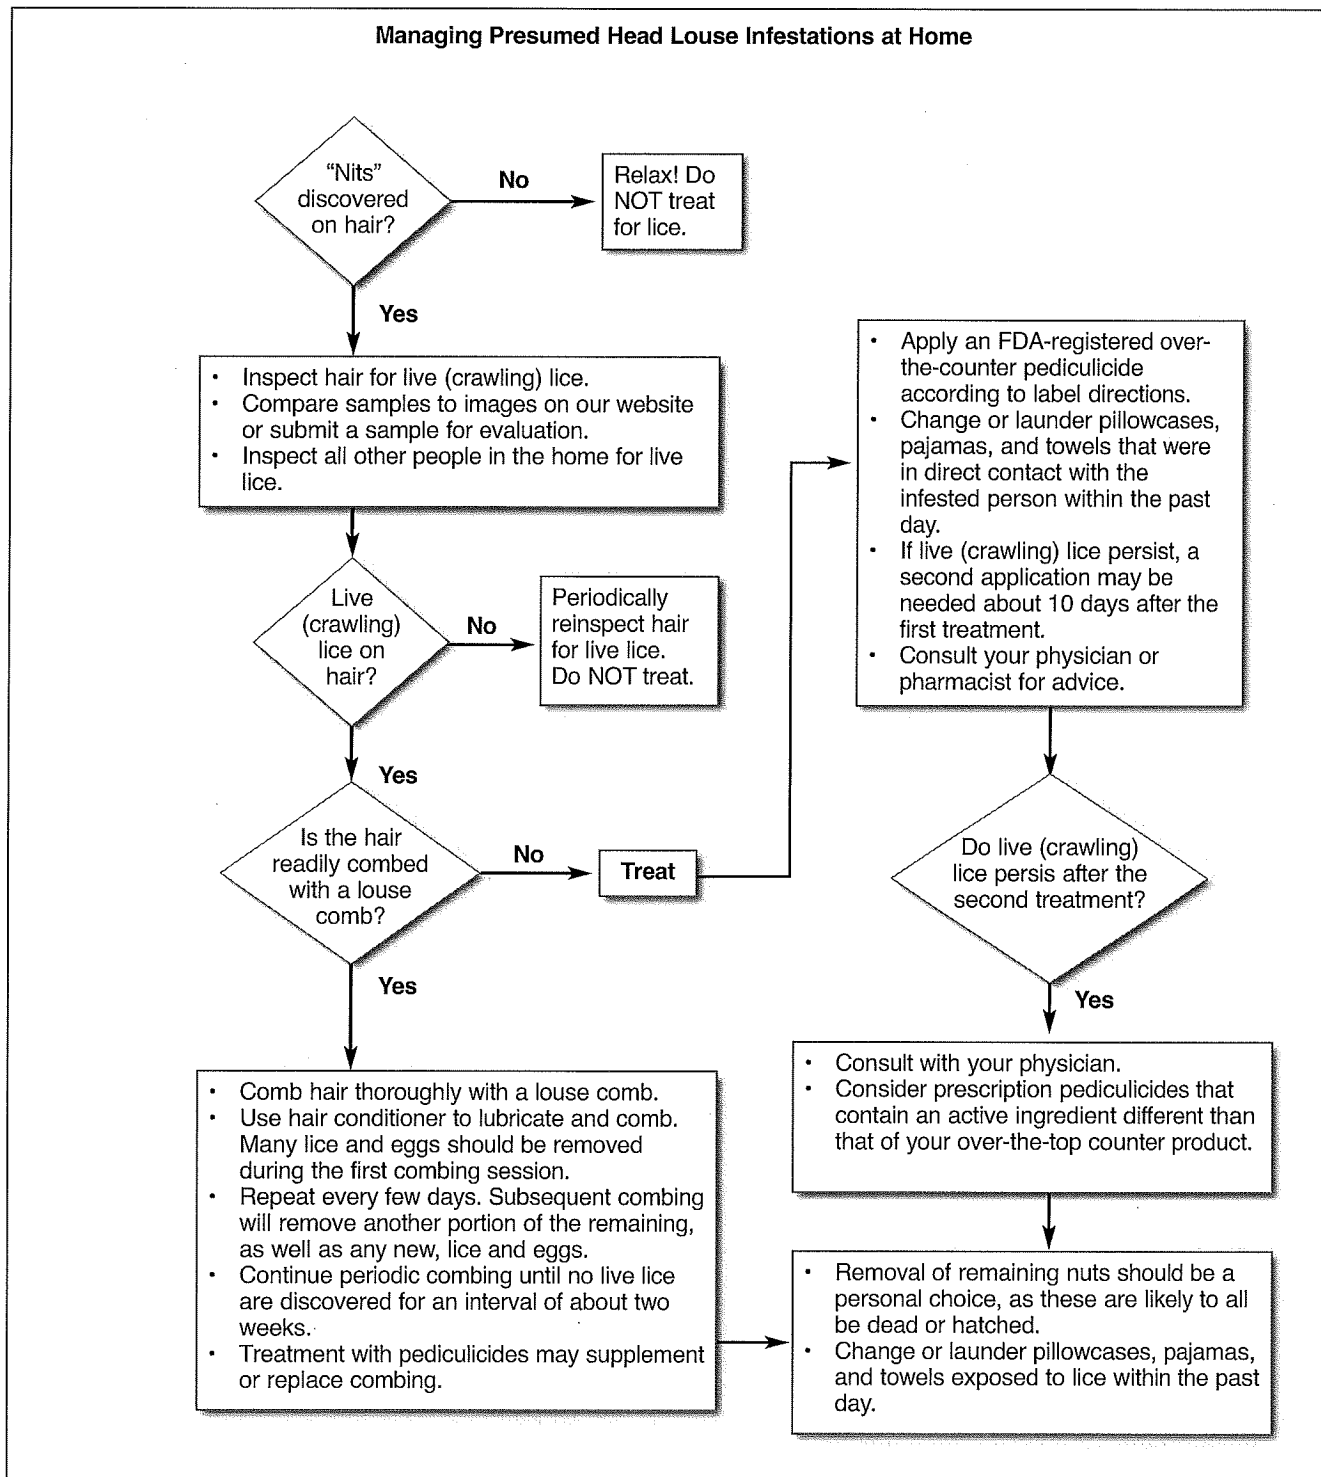 Managing Presumed Head Louse Infestations at Home
“Nits”
discovered
on hair?
No
Relax! Do
NOT treat
for lice.
Yes
• Inspect hair for live (crawling) lice.
• Compare samples to images on our website
or submit a sample for evaluation.
• Inspect all other people in the home for live
lice.
Live
(crawling)
lice on
hair?
No
Periodically
reinspect hair
for live lice.
Do NOT treat.
Yes
Is the hair
readily combed
with a louse
comb?
No
Treat
Yes
• Comb hair thoroughly with a louse comb.
• Use hair conditioner to lubricate and comb.
Many lice and eggs should be removed
during the first combing session.
• Repeat every few days. Subsequent combing
will remove another portion of the remaining,
as well as any new, lice and eggs.
• Continue periodic combing until no live lice
are discovered for an interval of about two
weeks.
• Treatment with pediculicides may supplement
or replace combing.
• Apply an FDA-registered over-
the-counter pediculicide
according to label directions.
• Change or launder pillowcases,
pajamas, and towels that were
in direct contact with the
infested person within the past
day.
• If live (crawling) lice persist, a
second application may be
needed about 10 days after the
first treatment.
• Consult your physician or
pharmacist for advice.
Do live (crawling)
lice persis after the
second treatment?
Yes
• Consult with your physician.
• Consider prescription pediculicides that
contain an active ingredient different than
that of your over-the-top counter product.
• Removal of remaining nuts should be a
personal choice, as these are likely to all
be dead or hatched.
• Change or launder pillowcases, pajamas,
and towels exposed to lice within the past
day.